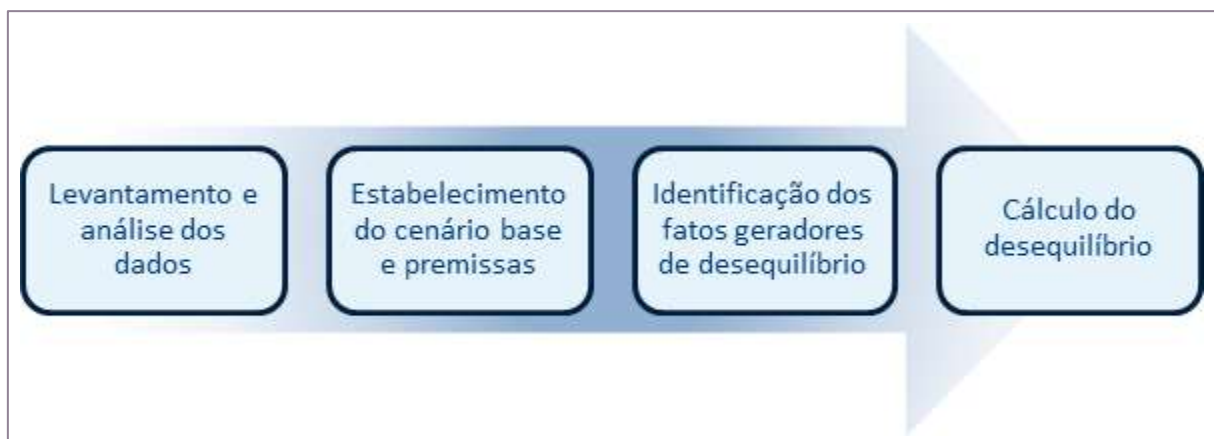 Levantamento e
análise dos
dados
Estabelecimento
do cenário base
e premissas
Identificação dos
fatos geradores
de desequilíbrio
Cálculo do
desequilíbrio